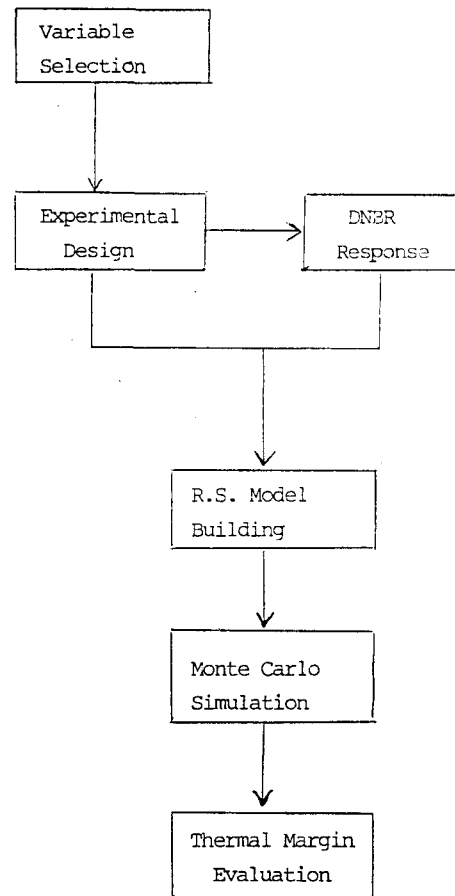 Variable
Selection
Experimental
Design
DNBR
Response
R.S. Model
Building
Monte Carlo
Simulation
Thermal Margin
Evaluation